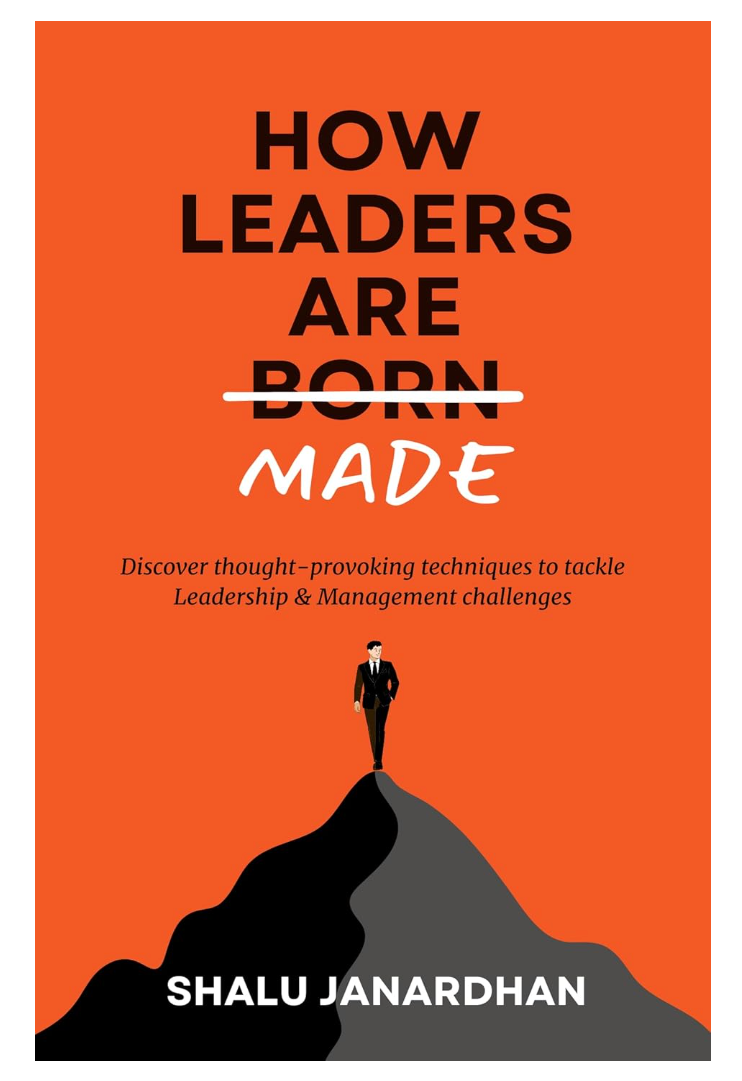 HOW
LEADERS
ARE
BORN
MADE
Discover thought-provoking techniques to tackle
Leadership & Management challenges
SHALU JANARDHAN